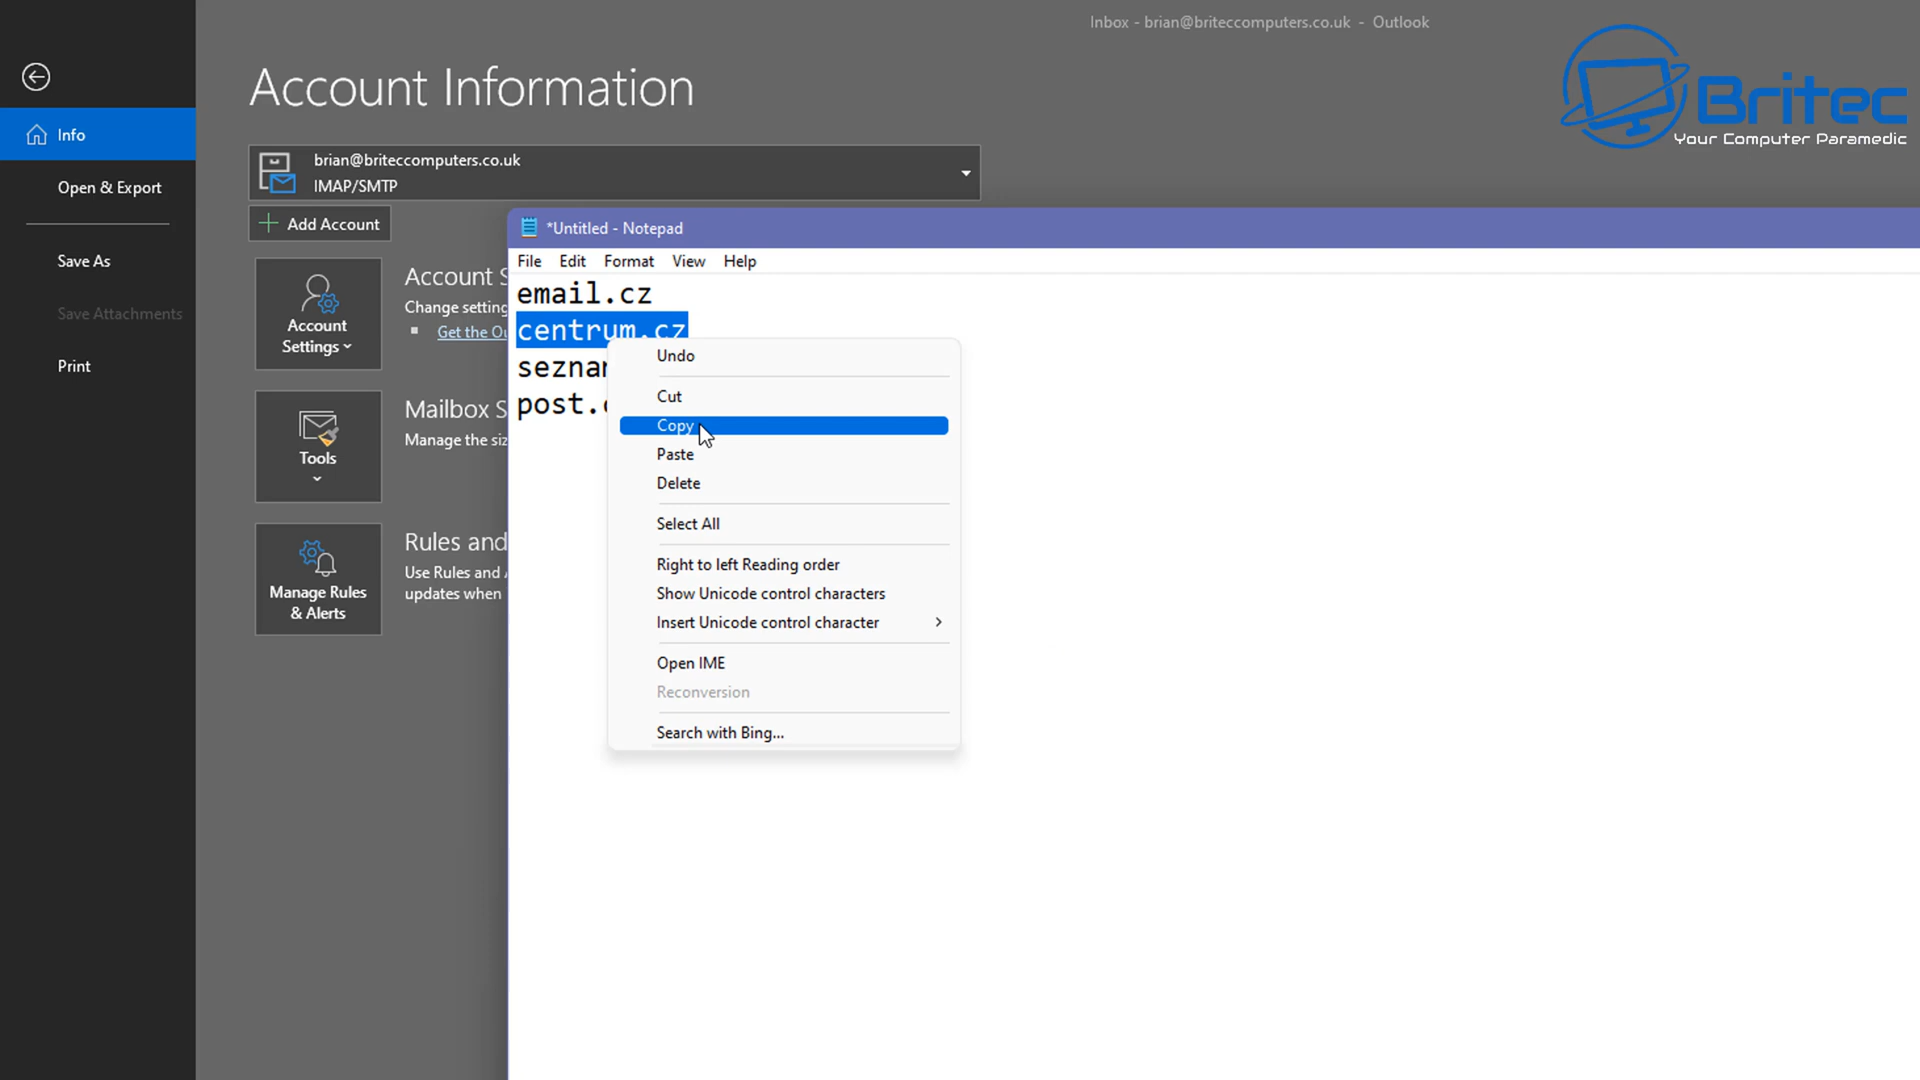 Inbox - brian@briteccomputers.co.uk - Outlook
Britec
Your Computer Paramedic
Account Information
Info
brian@briteccomputers.co.uk
IMAP/SMTP
Open & Export
Add Account
*Untitled - Notepad
File Edit Format View Help
Save As
Save Attachments
Print
Account Settings
Account
Change
Get the
Tools
Mailbox
Manage the
Manage Rules & Alerts
Rules and
Use Rules and
updates when
email.cz
centrum.cz
post.
Undo
Cut
Copy
Paste
Delete
Select All
Right to left Reading order
Show Unicode control characters
Insert Unicode control character
Open IME
Reconversion
Search with Bing...